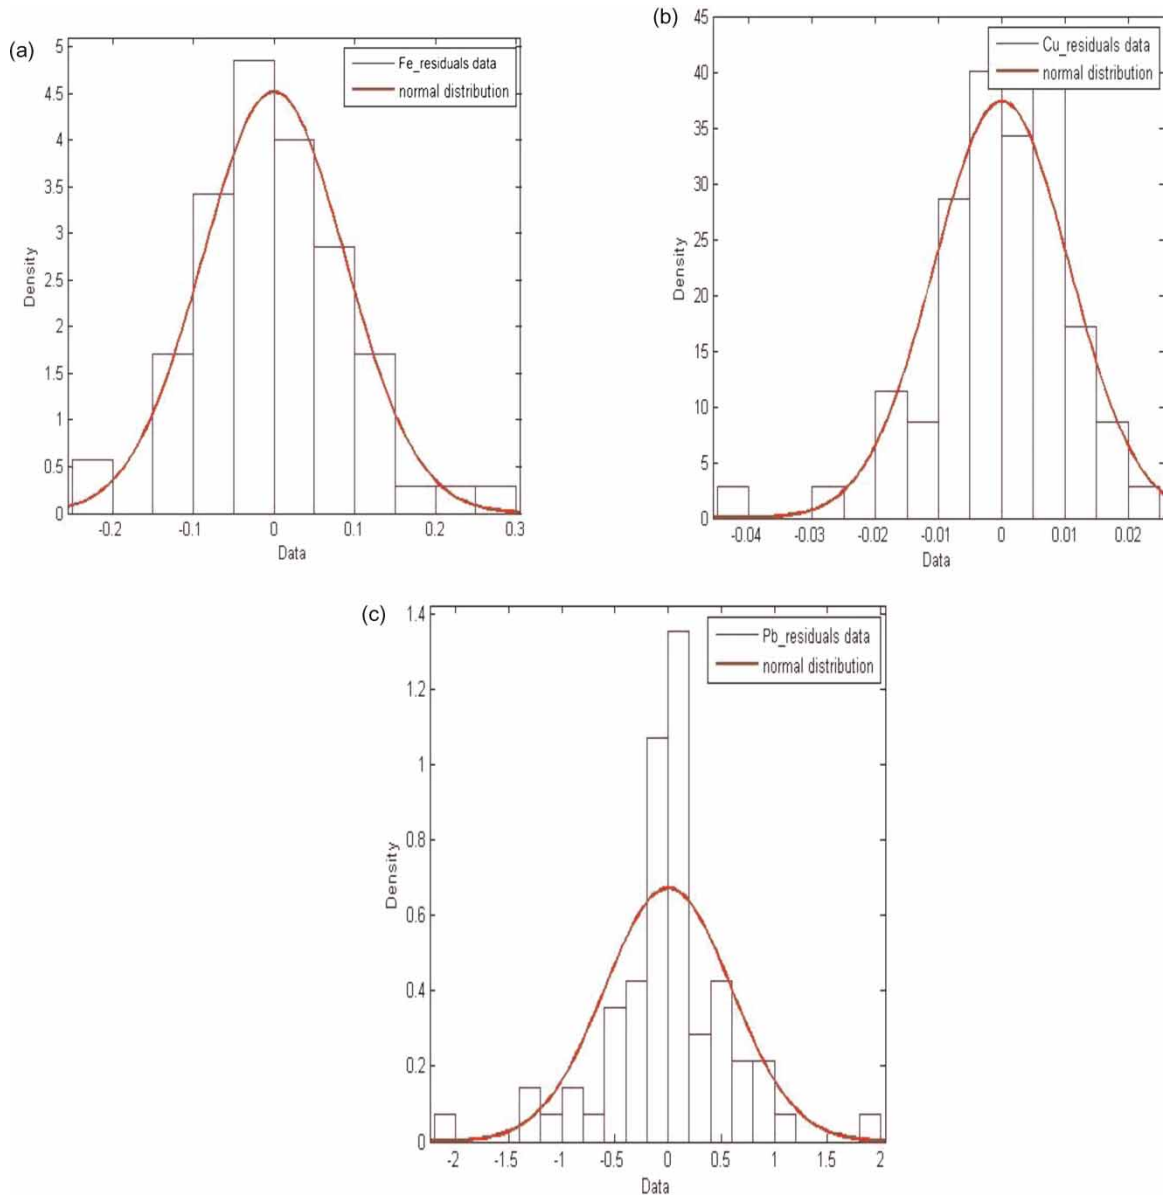 (a)
5
4.5
4
3.5
3
2.5
2
1.5
1
0.5
0
Density
-0.2 -0.1 0 0.1 0.2 0.3
Data
Fe_residuals data
normal distribution
(b)
45
40
35
30
25
20
15
10
5
0
Density
-0.04 -0.03 -0.02 -0.01 0 0.01 0.02
Data
Cu_residuals data
normal distribution
(c)
1.4
1.2
1
0.8
0.6
0.4
0.2
0
Density
-2 -1.5 -1 -0.5 0 0.5 1 1.5 2
Data
Pb_residuals data
normal distribution